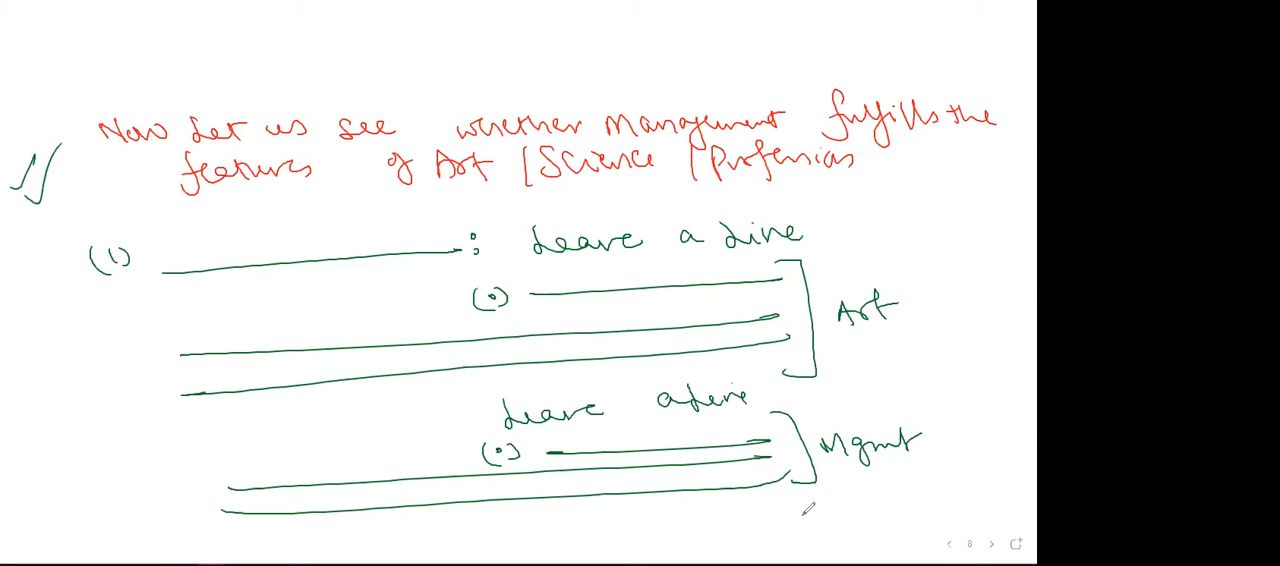 Now Let us see whether Management fulfills the
features of Art / Science / Profession
(1) : Leave a Line
(•)
Art
Leave a Line
(•)
Mgmt
8